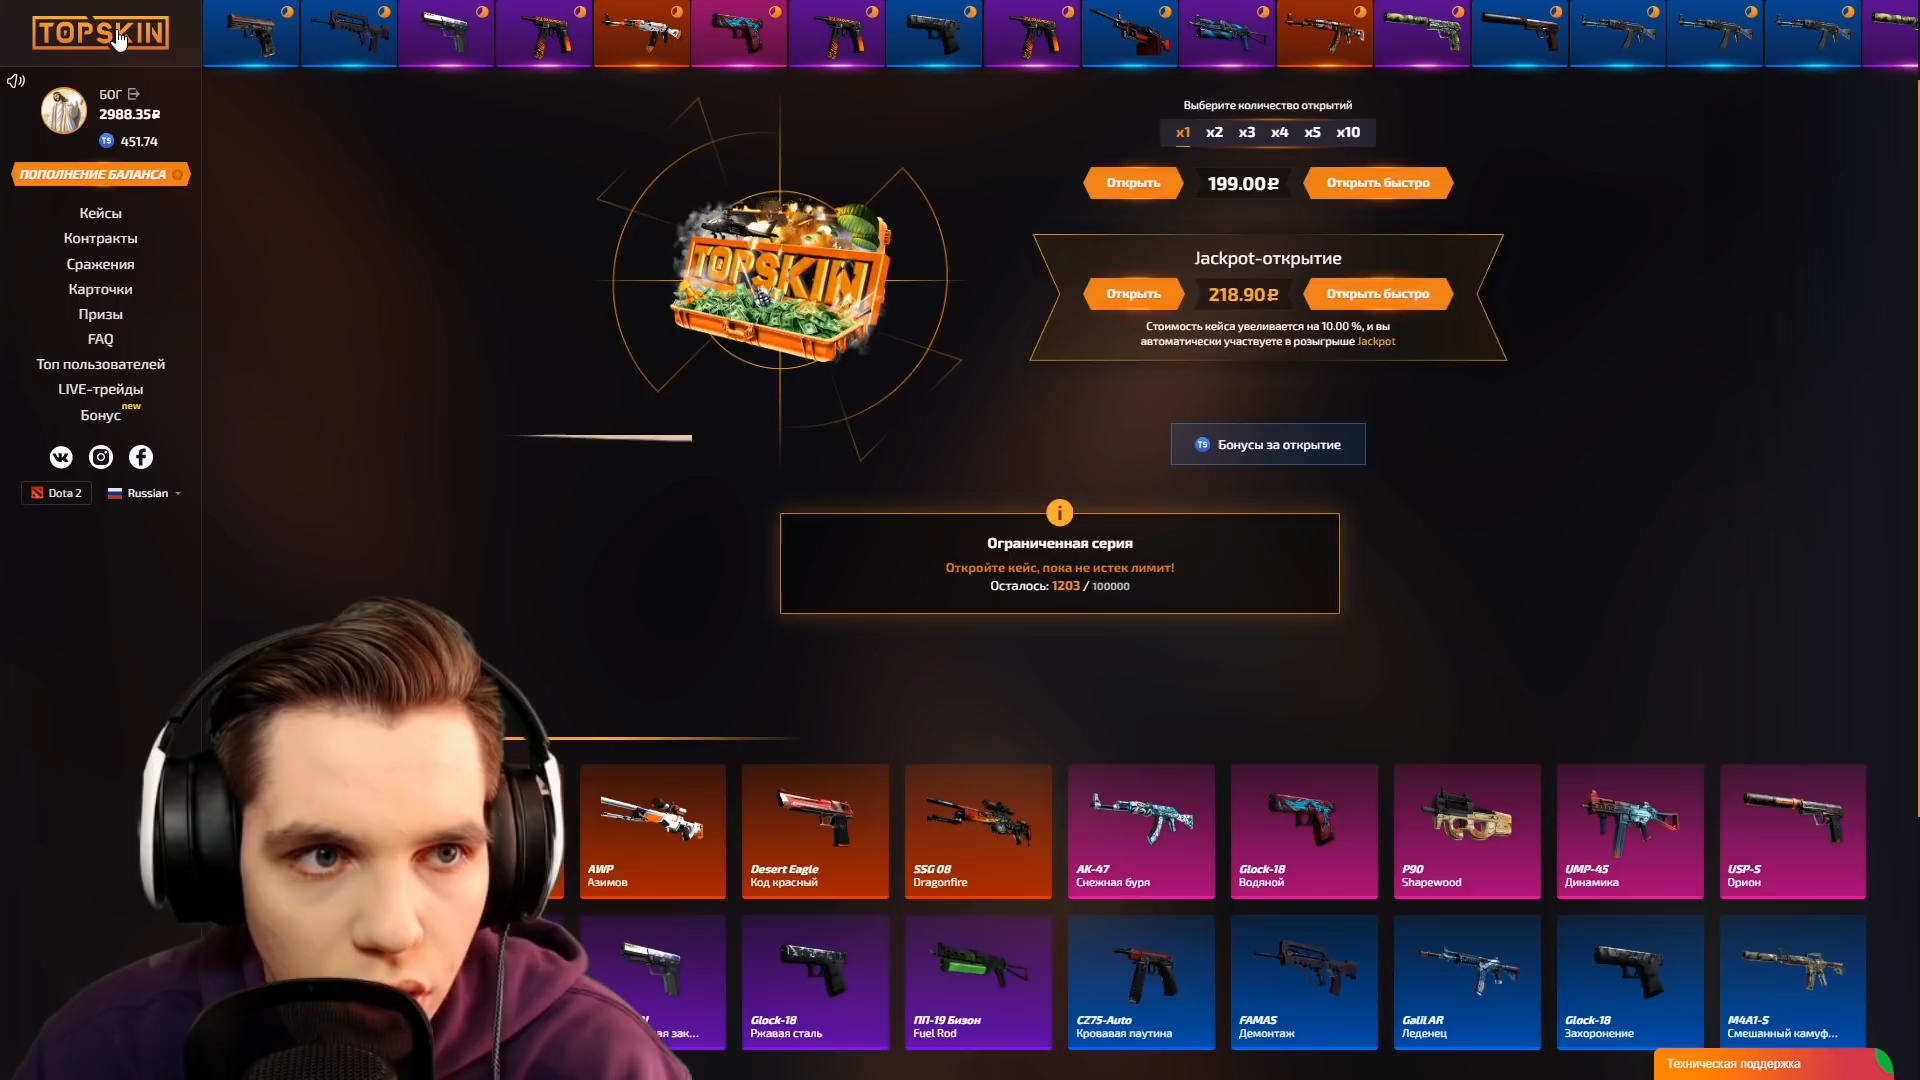 TOPSKIN
БОГ
2988.35₽
TS 451.74
ПОПОЛНЕНИЕ БАЛАНСА
Кейсы
Контракты
Сражения
Карточки
Призы
FAQ
Топ пользователей
LIVE-трейды
Бонус new
Dota 2
Russian
Выберите количество открытий
x1 x2 x3 x4 x5 x10
Открыть 199.00₽ Открыть быстро
Jackpot-открытие
Открыть 218.90₽ Открыть быстро
Стоимость кейса увеливается на 10.00 %, и вы
автоматически участвуете в розыгрыше Jackpot
TOPSKIN
TS Бонусы за открытие
Ограниченная серия
Откройте кейс, пока не истек лимит!
Осталось: 1203 / 100000
AWP
Азимов
Desert Eagle
Код красный
SSG 08
Dragonfire
AK-47
Снежная буря
Glock-18
Водяной
P90
Shapewood
UMP-45
Динамика
USP-S
Орион
ая зак...
Glock-18
Ржавая сталь
ПП-19 Бизон
Fuel Rod
CZ75-Auto
Кровавая паутина
FAMAS
Демонтаж
Galil AR
Леденец
Glock-18
Захоронение
M4A1-S
Смешанный камуф...
Техническая поддержка